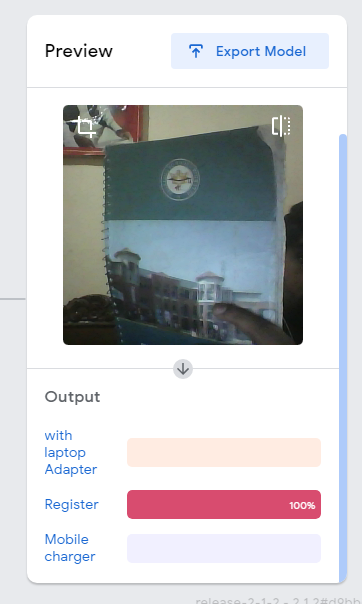 Preview
Export Model
Output
with
laptop
Adapter
Register
100%
Mobile
charger